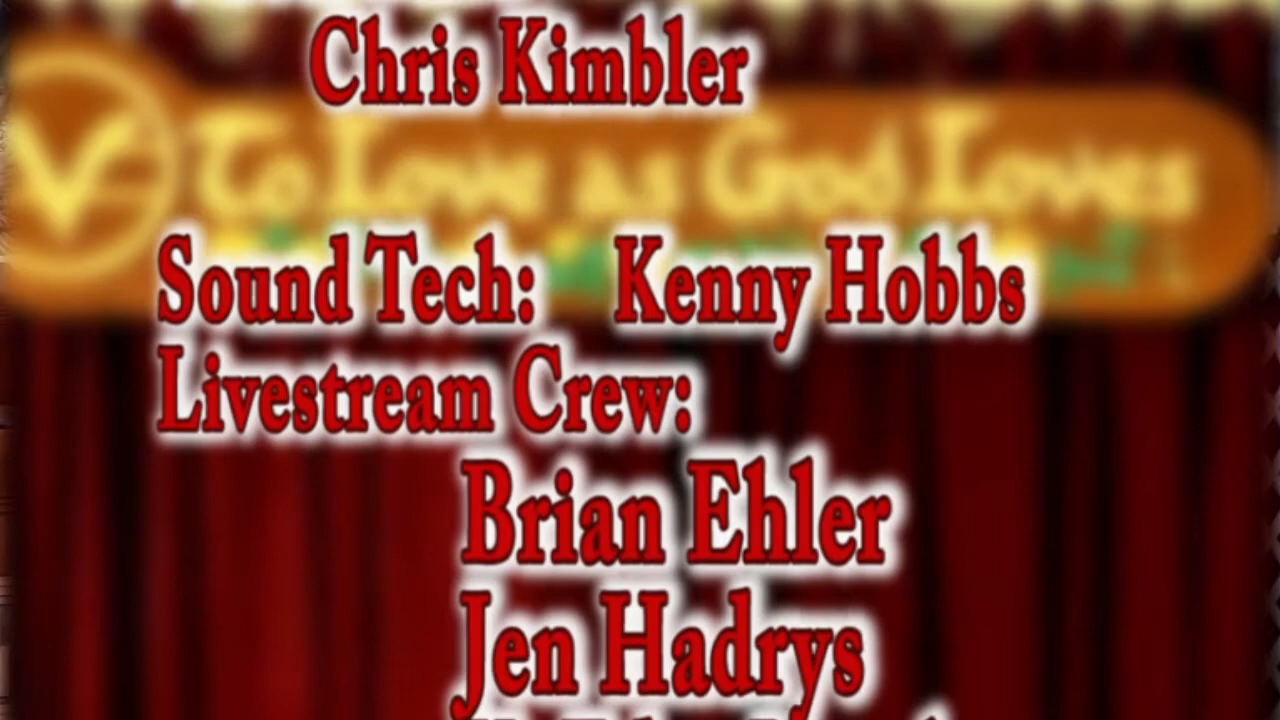 Chris Kimbler
To Love as God Loves
Sound Tech: Kenny Hobbs
Livestream Crew:
Brian Ehler
Jen Hadrys